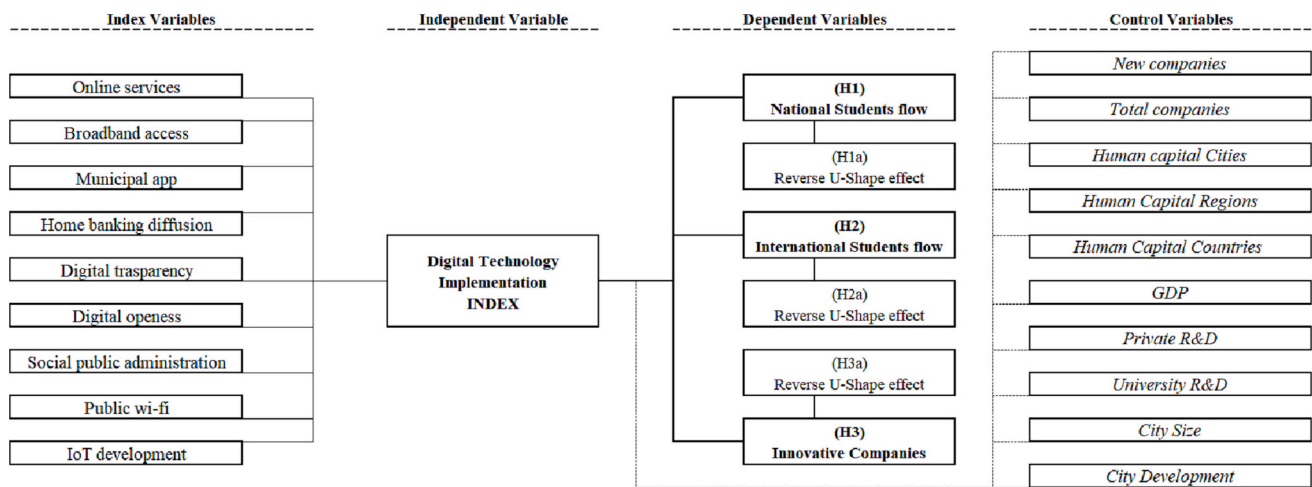 Index Variables
Independent Variable
Dependent Variables
Control Variables
Online services
Broadband access
Municipal app
Home banking diffusion
Digital trasparency
Digital openess
Social public administration
Public wi-fi
IoT development
Digital Technology
Implementation
INDEX
(H1)
National Students flow
(H1a)
Reverse U-Shape effect
(H2)
International Students flow
(H2a)
Reverse U-Shape effect
(H3a)
Reverse U-Shape effect
(H3)
Innovative Companies
New companies
Total companies
Human capital Cities
Human Capital Regions
Human Capital Countries
GDP
Private R&D
University R&D
City Size
City Development